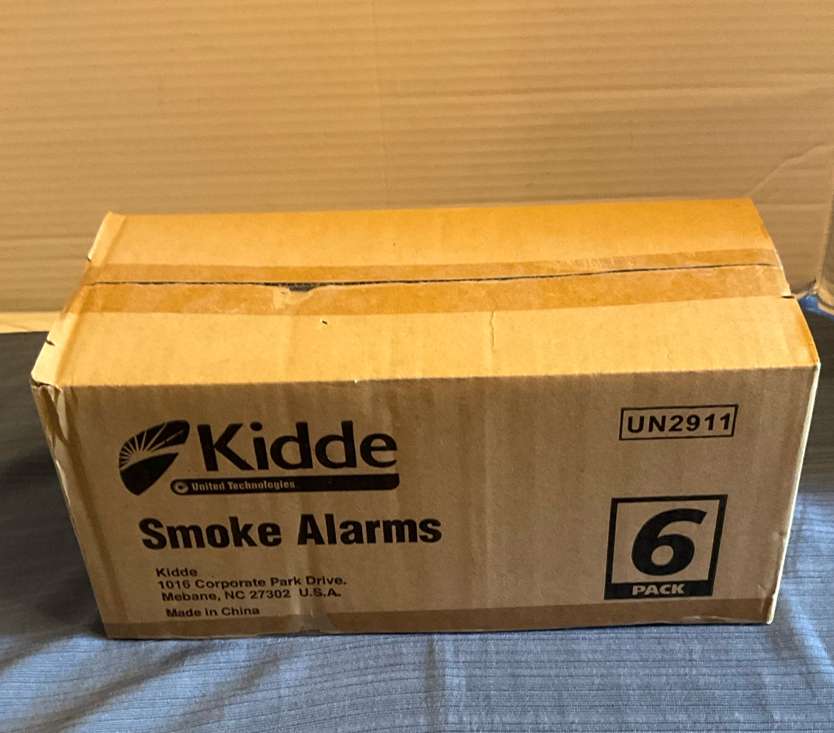 Kidde
United Technologies
UN2911
Smoke Alarms
6
PACK
Kidde
1016 Corporate Park Drive.
Mebane, NC 27302 U.S.A.
Made in China